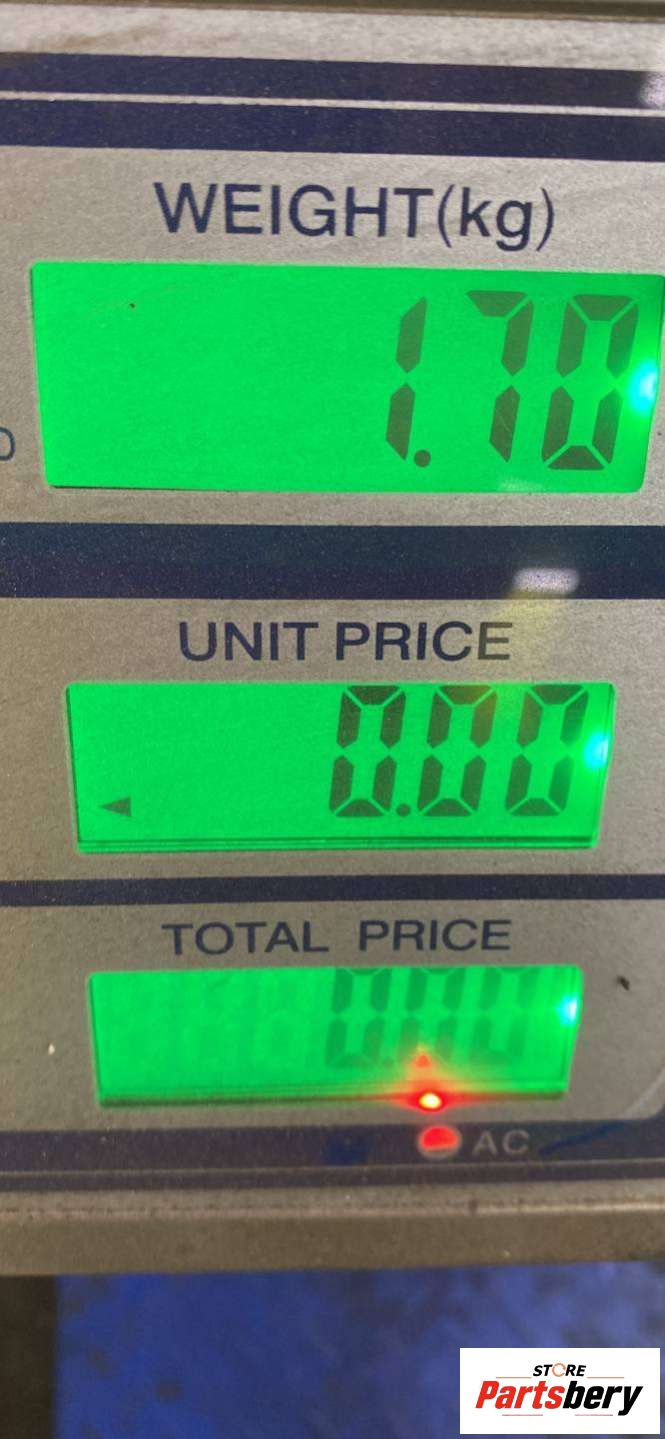 WEIGHT(kg)
1.70
UNIT PRICE
0.00
TOTAL PRICE
0.00
AC
STORE
Partsbery